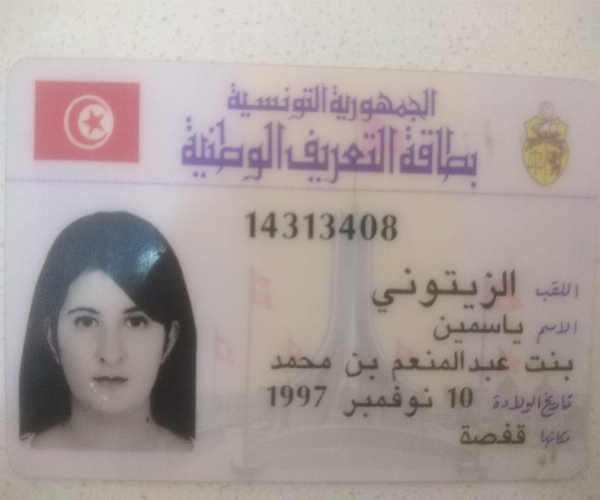 الجمهورية التونسية
بطاقة التعريف الوطنية
14313408
اللقب الزيتوني
الاسم ياسمين
بنت عبدالمنعم بن محمد
تاريخ الولادة 10 نوفمبر 1997
مكانها قفصة